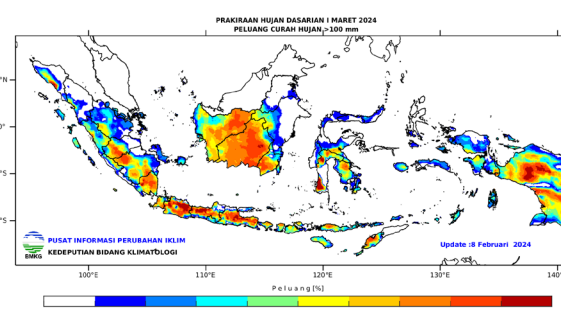 PRAKIRAAN HUJAN DASARIAN I MARET 2024
PELUANG CURAH HUJAN >100 mm
°N
0°
°S
°S
PUSAT INFORMASI PERUBAHAN IKLIM
KEDEPUTIAN BIDANG KLIMATOLOGI
Update :8 Februari 2024
100°E
110°E
120°E
130°E
140°
Peluang[%]